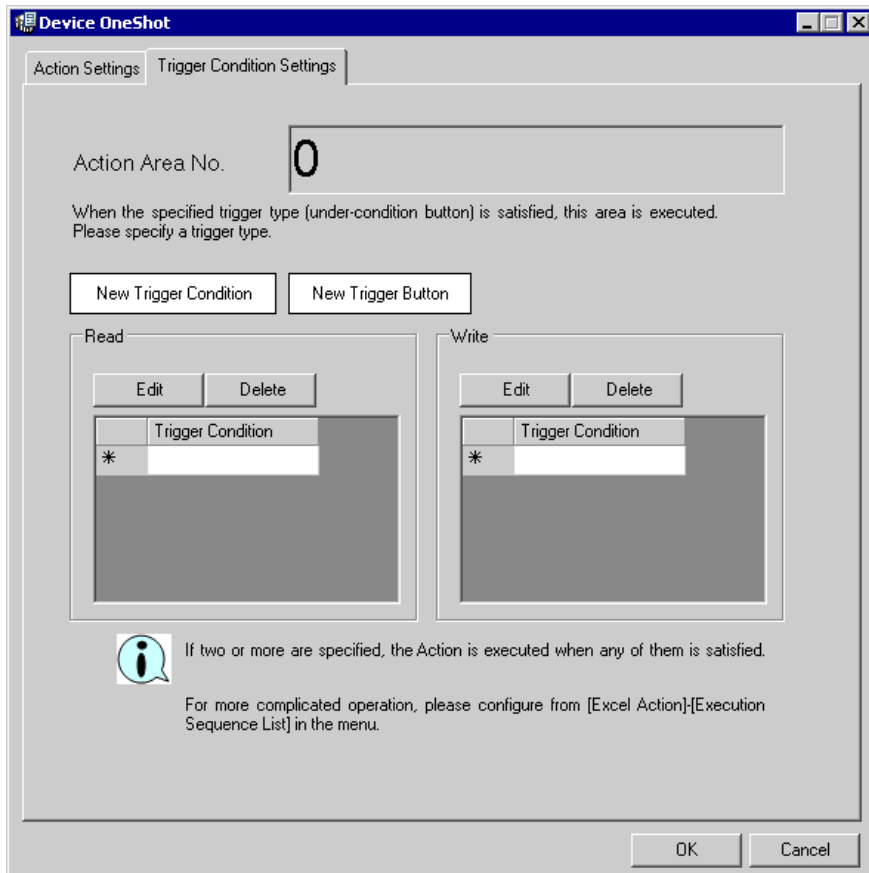 Device OneShot
Action Settings
Trigger Condition Settings
Action Area No.
0
When the specified trigger type (under-condition button) is satisfied, this area is executed.
Please specify a trigger type.
New Trigger Condition
New Trigger Button
Read
Edit
Delete
Trigger Condition
*
Write
Edit
Delete
Trigger Condition
*
If two or more are specified, the Action is executed when any of them is satisfied.
For more complicated operation, please configure from [Excel Action]-[Execution
Sequence List] in the menu.
OK
Cancel